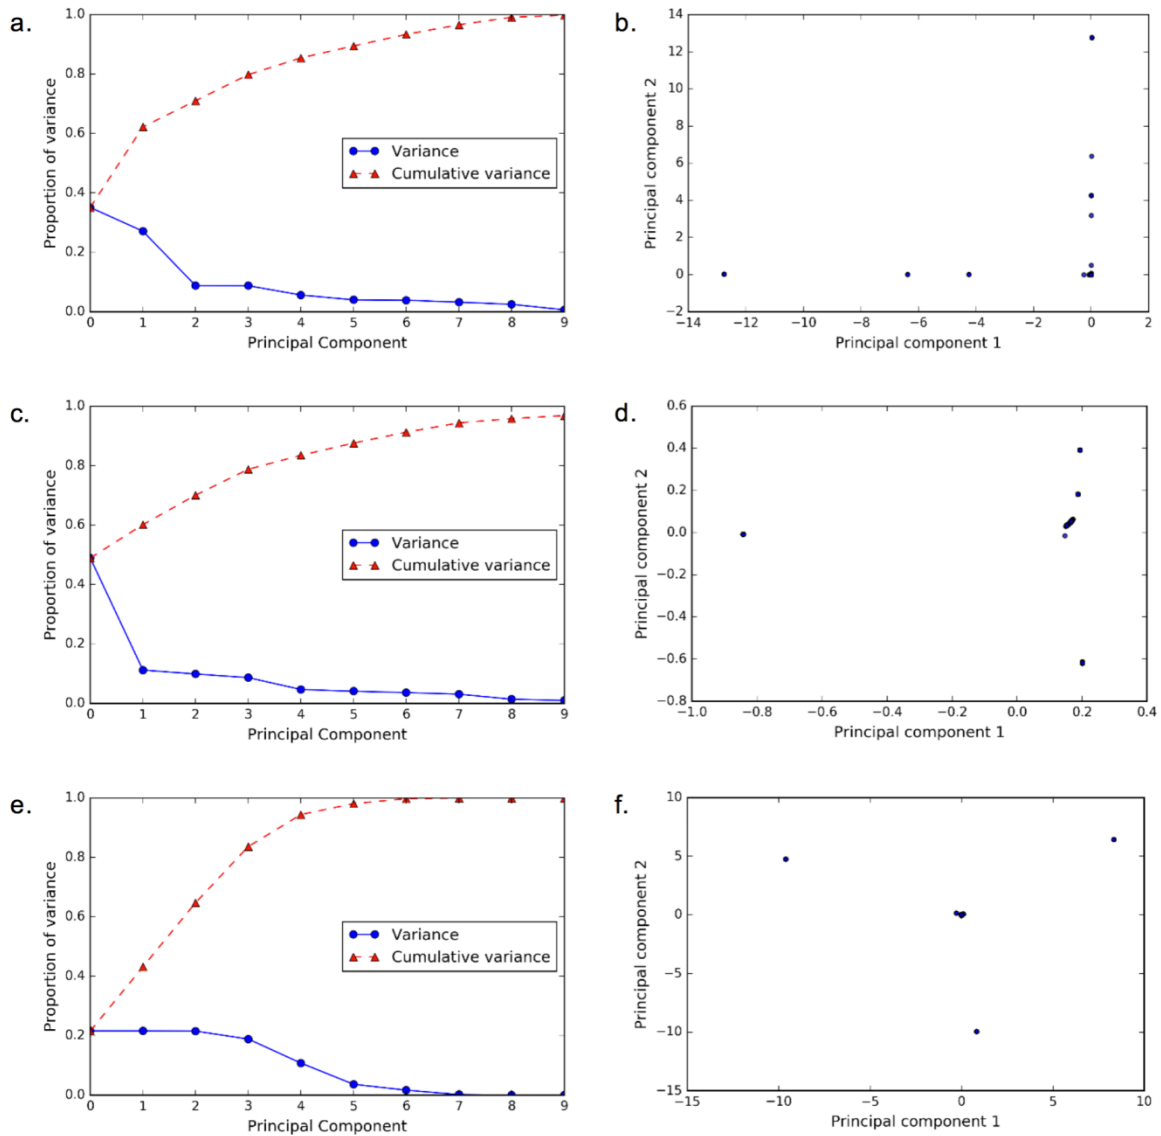 a.
1.0
0.8
0.6
0.4
0.2
0.0
Proportion of variance
Variance
Cumulative variance
0 1 2 3 4 5 6 7 8 9
Principal Component
b.
14
12
10
8
6
4
2
0
−2
Principal component 2
−14 −12 −10 −8 −6 −4 −2 0 2
Principal component 1
c.
1.0
0.8
0.6
0.4
0.2
0.0
Proportion of variance
Variance
Cumulative variance
0 1 2 3 4 5 6 7 8 9
Principal Component
d.
0.6
0.4
0.2
0.0
−0.2
−0.4
−0.6
−0.8
Principal component 2
−1.0 −0.8 −0.6 −0.4 −0.2 0.0 0.2 0.4
Principal component 1
e.
1.0
0.8
0.6
0.4
0.2
0.0
Proportion of variance
Variance
Cumulative variance
0 1 2 3 4 5 6 7 8 9
Principal Component
f.
10
5
0
−5
−10
−15
Principal component 2
−15 −10 −5 0 5 10
Principal component 1